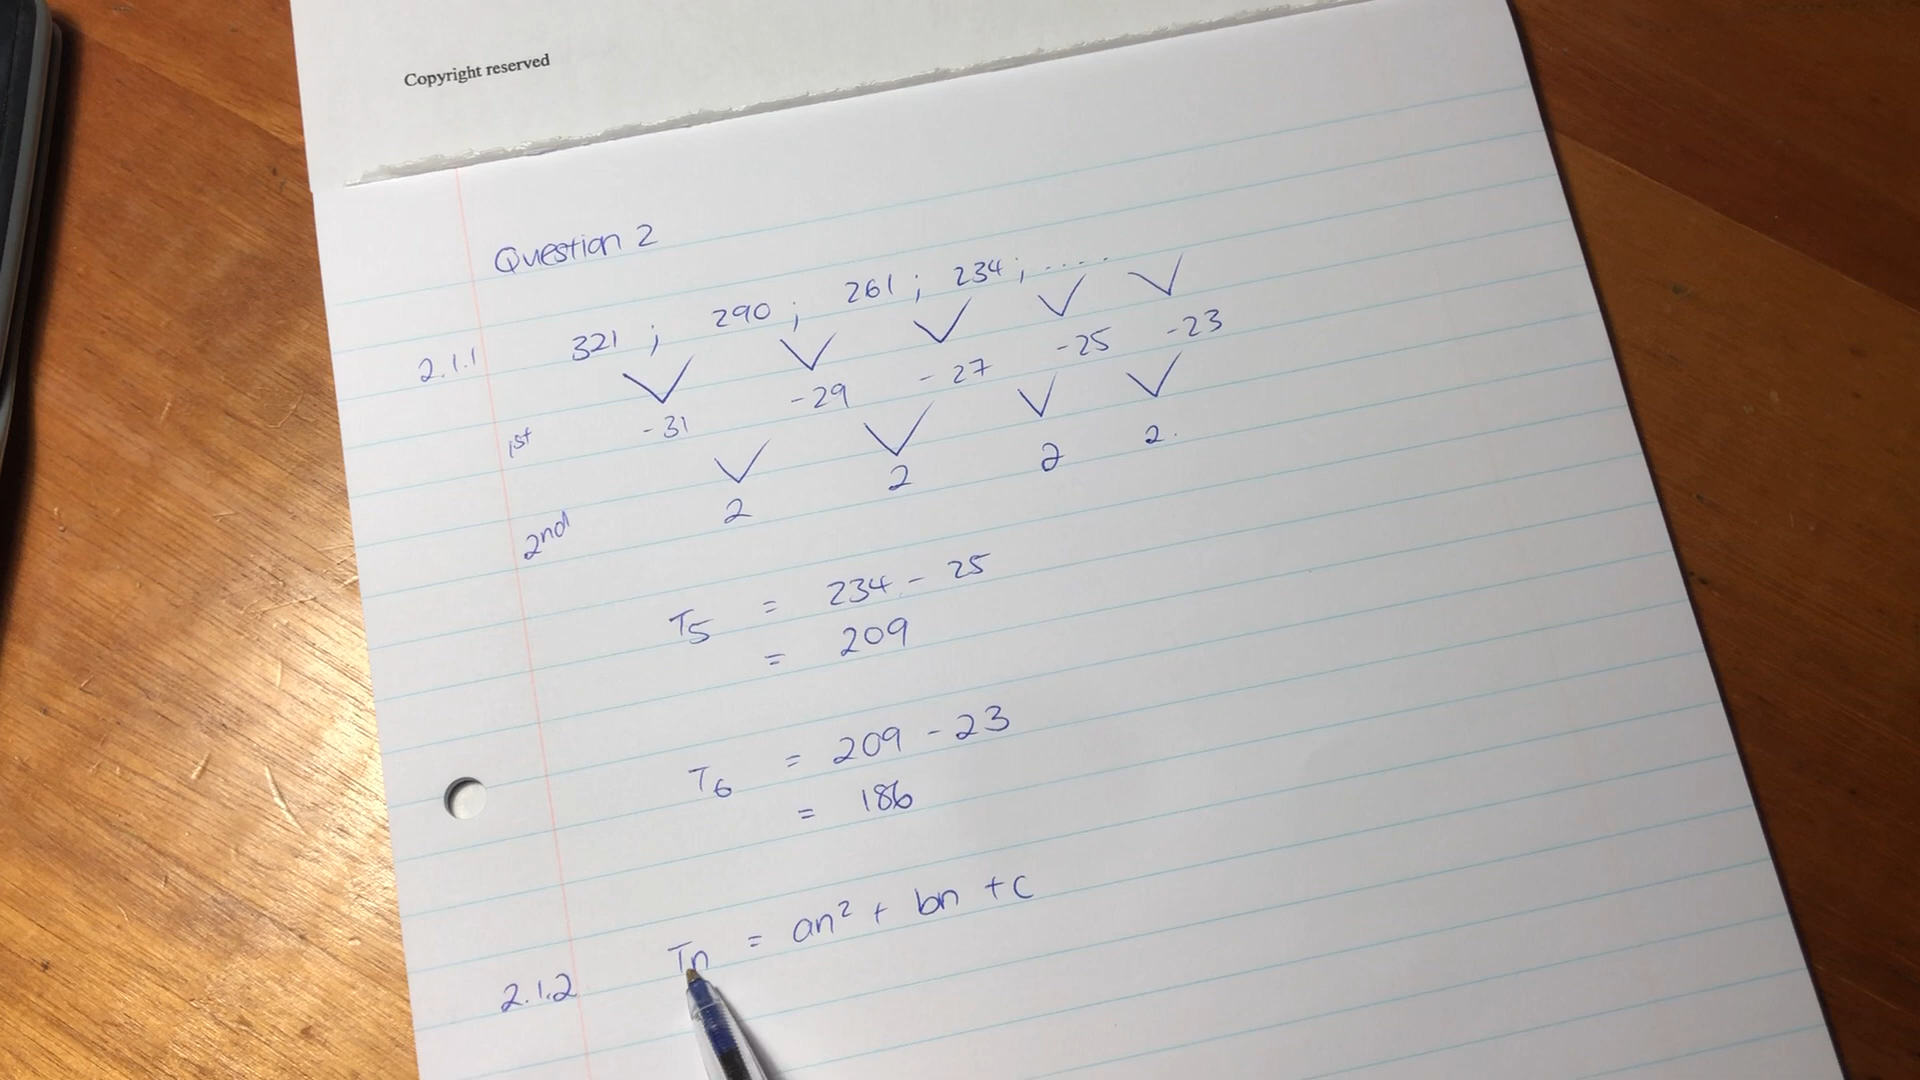 Copyright reserved
Question 2
2.1.1 321 ; 290 ; 261 ; 234 ; ....
1st -31 -29 -27 -25 -23
2nd 2 2 2 2.
T5 = 234 - 25
= 209
T6 = 209 - 23
= 186
2.1.2 Tn = an² + bn + c